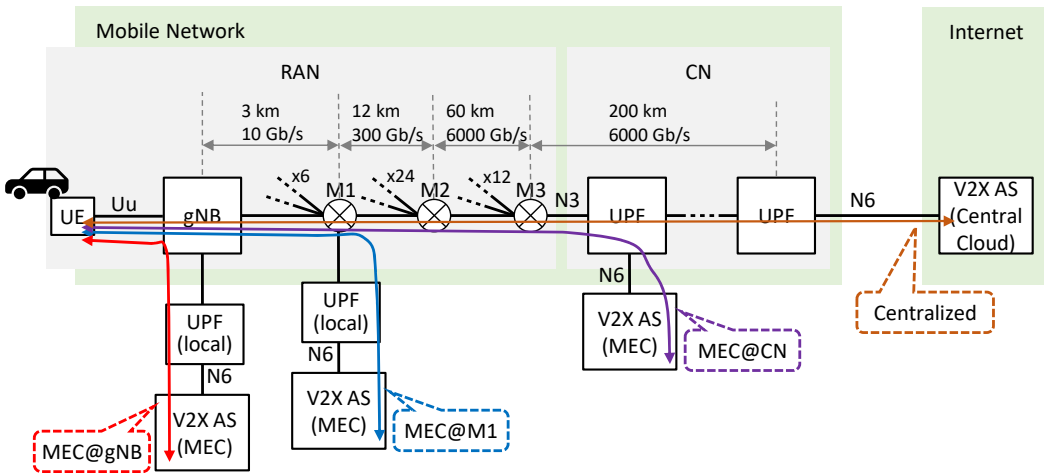 Mobile Network
Internet
RAN
CN
3 km
10 Gb/s
12 km
300 Gb/s
60 km
6000 Gb/s
200 km
6000 Gb/s
x6
M1
x24
M2
x12
M3
UE
Uu
gNB
N3
UPF
UPF
N6
V2X AS
(Central
Cloud)
UPF
(local)
N6
V2X AS
(MEC)
MEC@gNB
UPF
(local)
N6
V2X AS
(MEC)
MEC@M1
N6
V2X AS
(MEC)
MEC@CN
Centralized